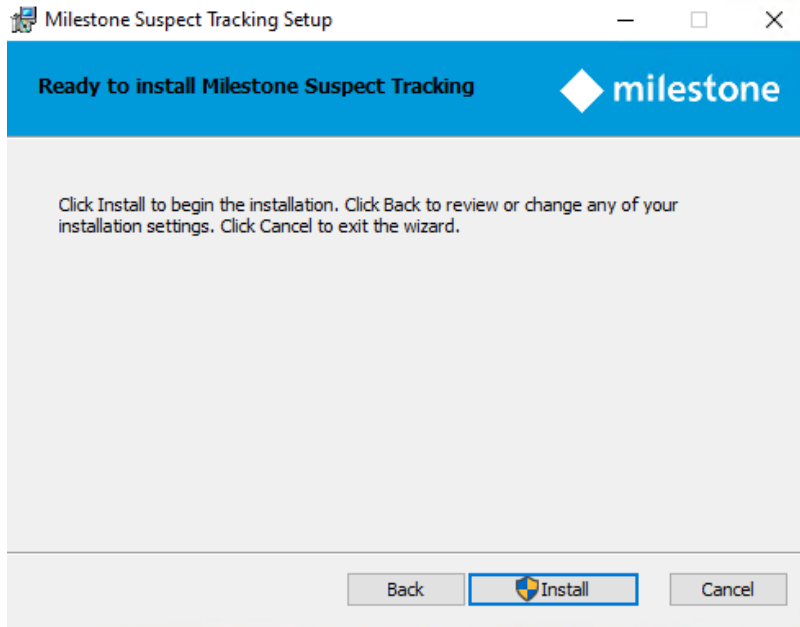 Milestone Suspect Tracking Setup
Ready to install Milestone Suspect Tracking
milestone
Click Install to begin the installation. Click Back to review or change any of your
installation settings. Click Cancel to exit the wizard.
Back
Install
Cancel